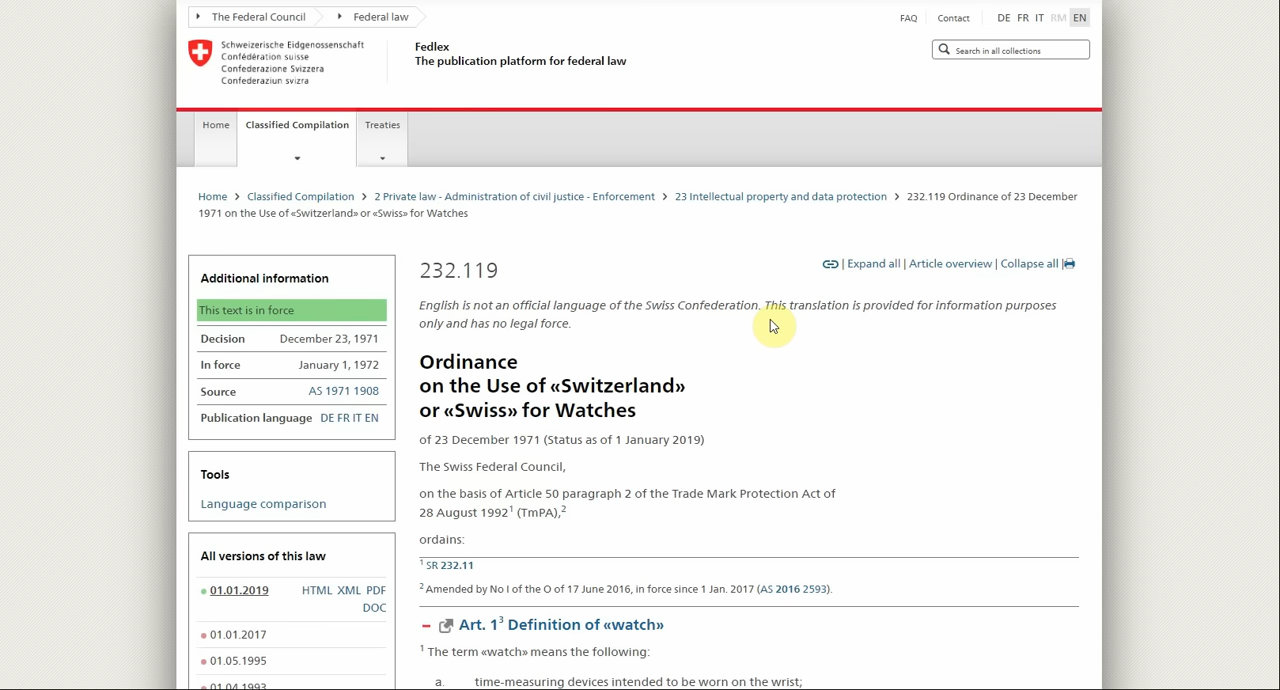 The Federal Council Federal law
FAQ Contact DE FR IT RM EN
Schweizerische Eidgenossenschaft
Confédération suisse
Confederazione Svizzera
Confederaziun svizra
Fedlex
The publication platform for federal law
Search in all collections
Home Classified Compilation Treaties
Home Classified Compilation 2 Private law - Administration of civil justice - Enforcement 23 Intellectual property and data protection 232.119 Ordinance of 23 December
1971 on the Use of «Switzerland» or «Swiss» for Watches
Additional information
This text is in force
Decision December 23, 1971
In force January 1, 1972
Source AS 1971 1908
Publication language DE FR IT EN
Tools
Language comparison
All versions of this law
01.01.2019 HTML XML PDF
DOC
01.01.2017
01.05.1995
01.04.1993
232.119
| Expand all | Article overview | Collapse all |
English is not an official language of the Swiss Confederation. This translation is provided for information purposes
only and has no legal force.
Ordinance
on the Use of «Switzerland»
or «Swiss» for Watches
of 23 December 1971 (Status as of 1 January 2019)
The Swiss Federal Council,
on the basis of Article 50 paragraph 2 of the Trade Mark Protection Act of
28 August 1992¹ (TmPA),²
ordains:
¹ SR 232.11
² Amended by No I of the O of 17 June 2016, in force since 1 Jan. 2017 (AS 2016 2593).
Art. 1³ Definition of «watch»
¹ The term «watch» means the following:
a. time-measuring devices intended to be worn on the wrist;